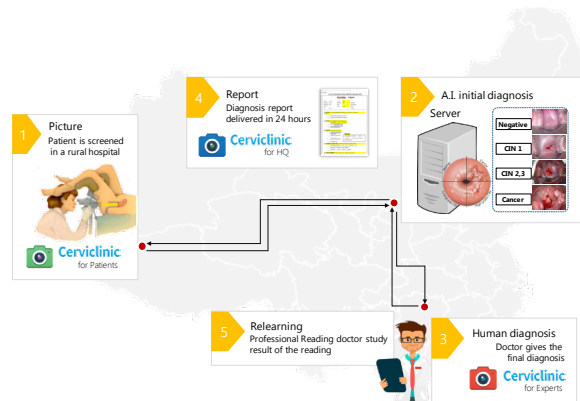 1
Picture
Patient is screened
in a rural hospital
Cerviclinic
for Patients
4
Report
Diagnosis report
delivered in 24 hours
Cerviclinic
for HQ
2
A.I. initial diagnosis
Server
Negative
CIN 1
CIN 2,3
Cancer
5
Relearning
Professional Reading doctor study
result of the reading
3
Human diagnosis
Doctor gives the
final diagnosis
Cerviclinic
for Experts